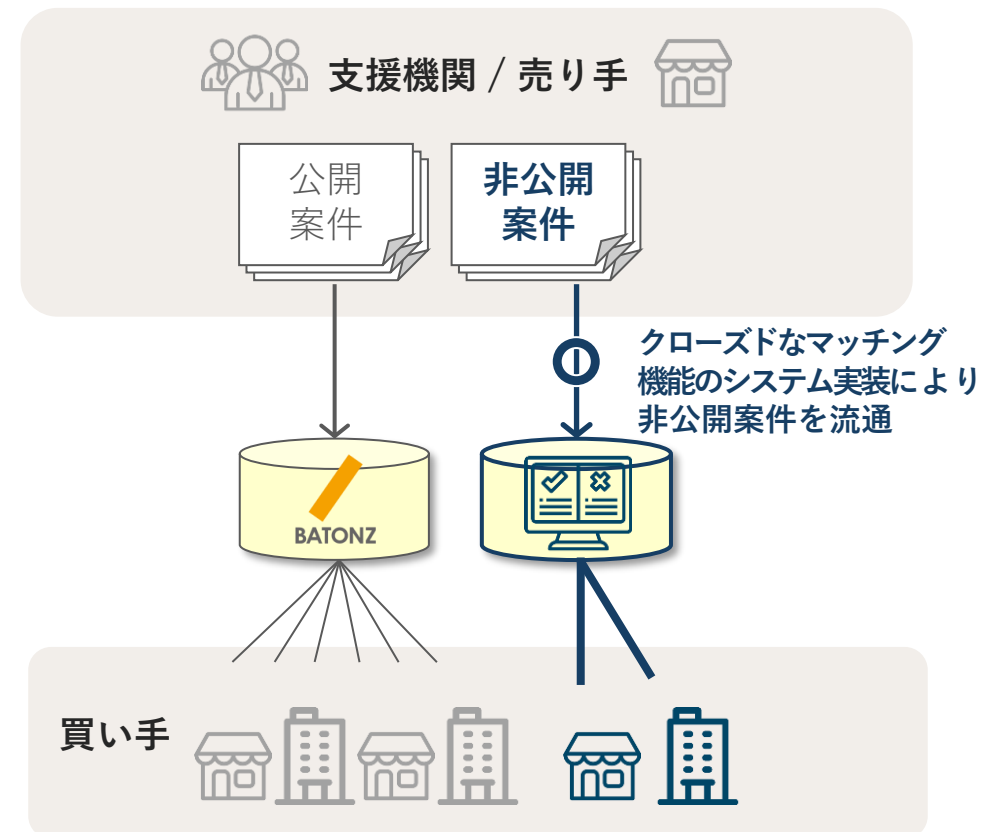 支援機関 / 売り手
公開
案件
非公開
案件
クローズドなマッチング
機能のシステム実装により
非公開案件を流通
BATONZ
買い手